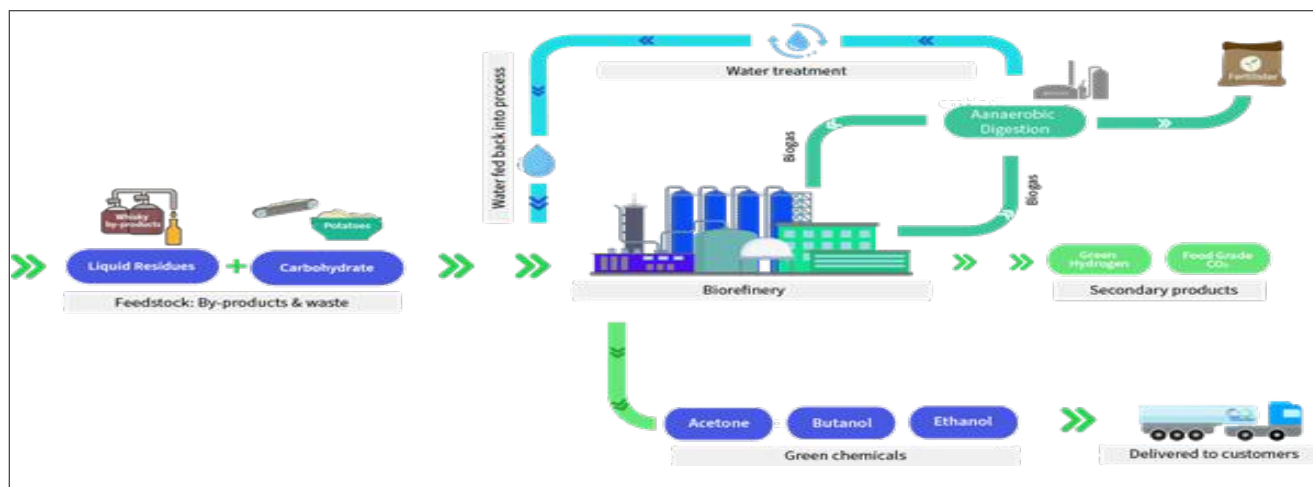 Water treatment
Fertiliser
Water fed back into process
Aanaerobic
Digestion
Biogas
Biogas
Whisky
by-products
Potatoes
Liquid Residues
+
Carbohydrate
Feedstock: By-products & waste
Biorefinery
Green
Hydrogen
Food Grade
CO₂
Secondary products
Acetone
Butanol
Ethanol
Green chemicals
Delivered to customers